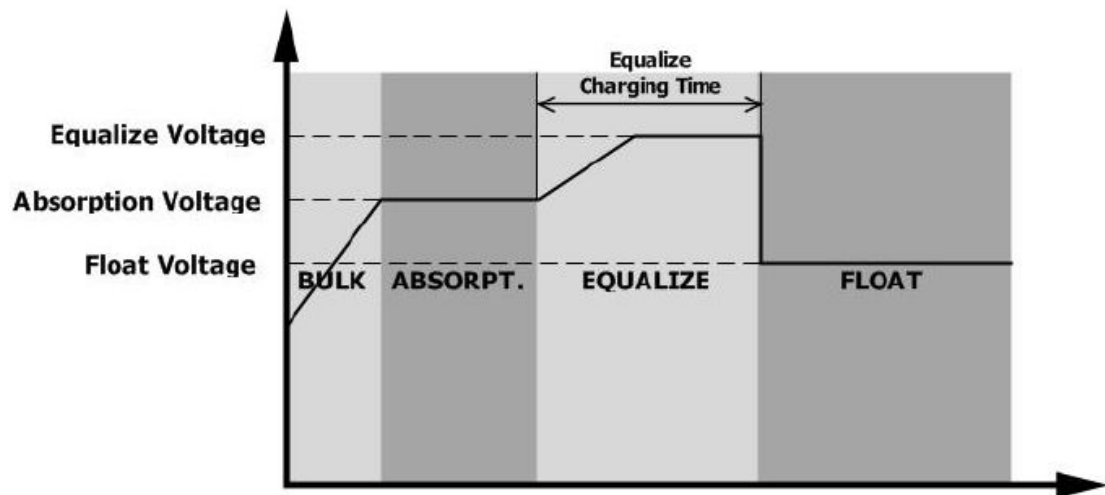 Equalize
Charging Time
Equalize Voltage
Absorption Voltage
Float Voltage
BULK
ABSORPT.
EQUALIZE
FLOAT